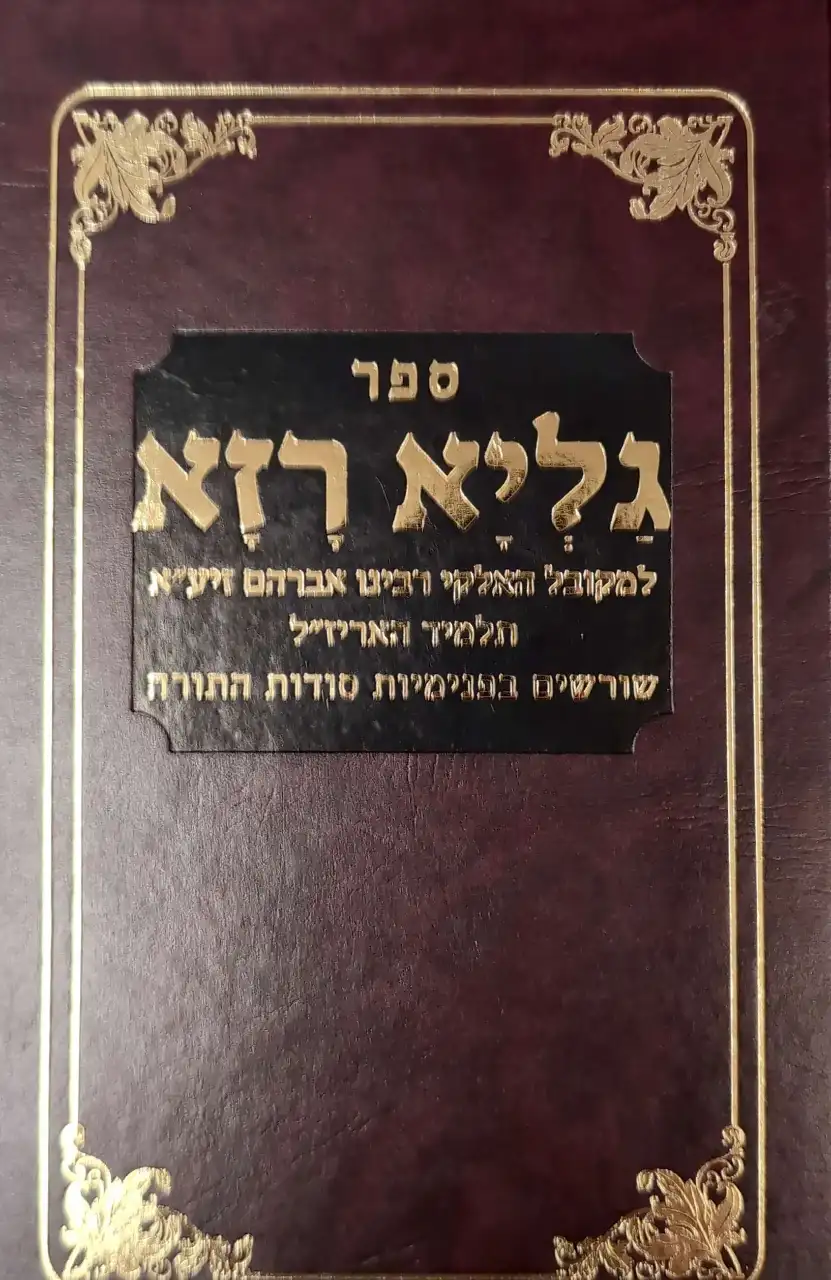 ספר
גַלְיָא רָזָא
למקובל האלקי רבינו אברהם זיע״א
תלמיד האריז״ל
שורשים בפנימיות סודות התורה